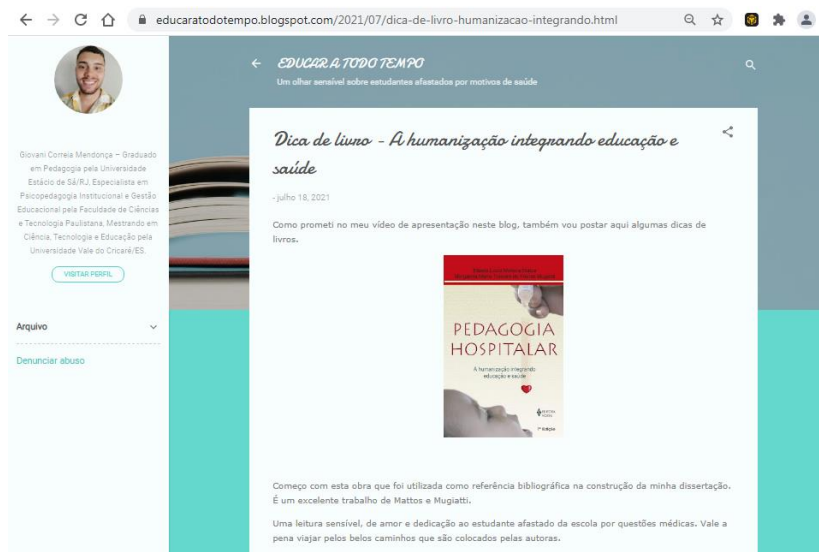 educaratodotempo.blogspot.com/2021/07/dica-de-livro-humanizacao-integrando.html
Giovani Correia Mendonça – Graduado
em Pedagogia pela Universidade
Estácio de Sá/RJ. Especialista em
Psicopedagogia Institucional e Gestão
Educacional pela Faculdade de Ciências
e Tecnologia Paulistana, Mestrando em
Ciência, Tecnologia e Educação pela
Universidade Vale do Cricaré/ES.
VISITAR PERFIL
Arquivo
Denunciar abuso
EDUCAR A TODO TEMPO
Um olhar sensível sobre estudantes afastados por motivos de saúde
Dica de livro - A humanização integrando educação e
saúde
- julho 18, 2021
Como prometi no meu vídeo de apresentação neste blog, também vou postar aqui algumas dicas de
livros.
PEDAGOGIA
HOSPITALAR
A humanização integrando
educação e saúde
Começo com esta obra que foi utilizada como referência bibliográfica na construção da minha dissertação.
É um excelente trabalho de Mattos e Mugiatti.
Uma leitura sensível, de amor e dedicação ao estudante afastado da escola por questões médicas. Vale a
pena viajar pelos belos caminhos que são colocados pelas autoras.